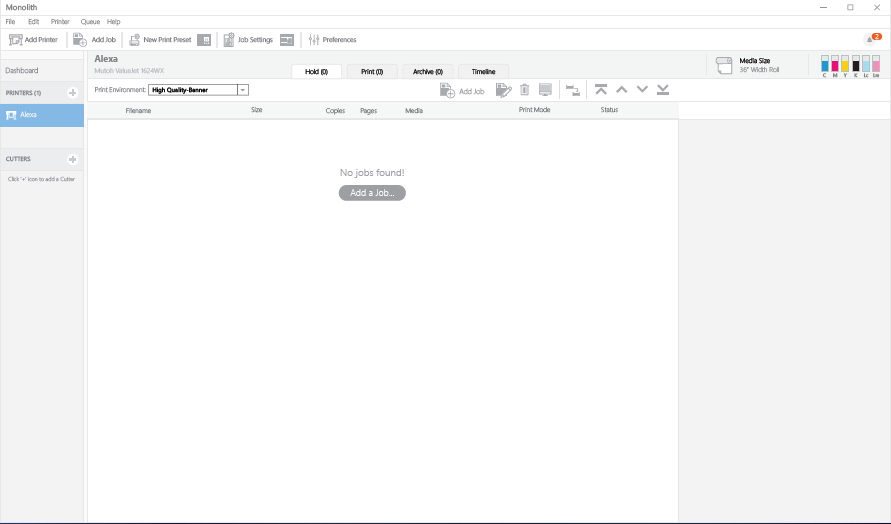 Monolith
File Edit Printer Queue Help
Add Printer Add Job New Print Preset Job Settings Preferences 2
Alexa
Mutoh ValueJet 1624WX
Hold (0) Print (0) Archive (0) Timeline
Media Size
36" Width Roll
C M Y K Lc Lm
Dashboard
PRINTERS (1)
Alexa
CUTTERS
Click '+' icon to add a Cutter
Print Environment: High Quality-Banner Add Job
Filename Size Copies Pages Media Print Mode Status
No jobs found!
Add a Job...